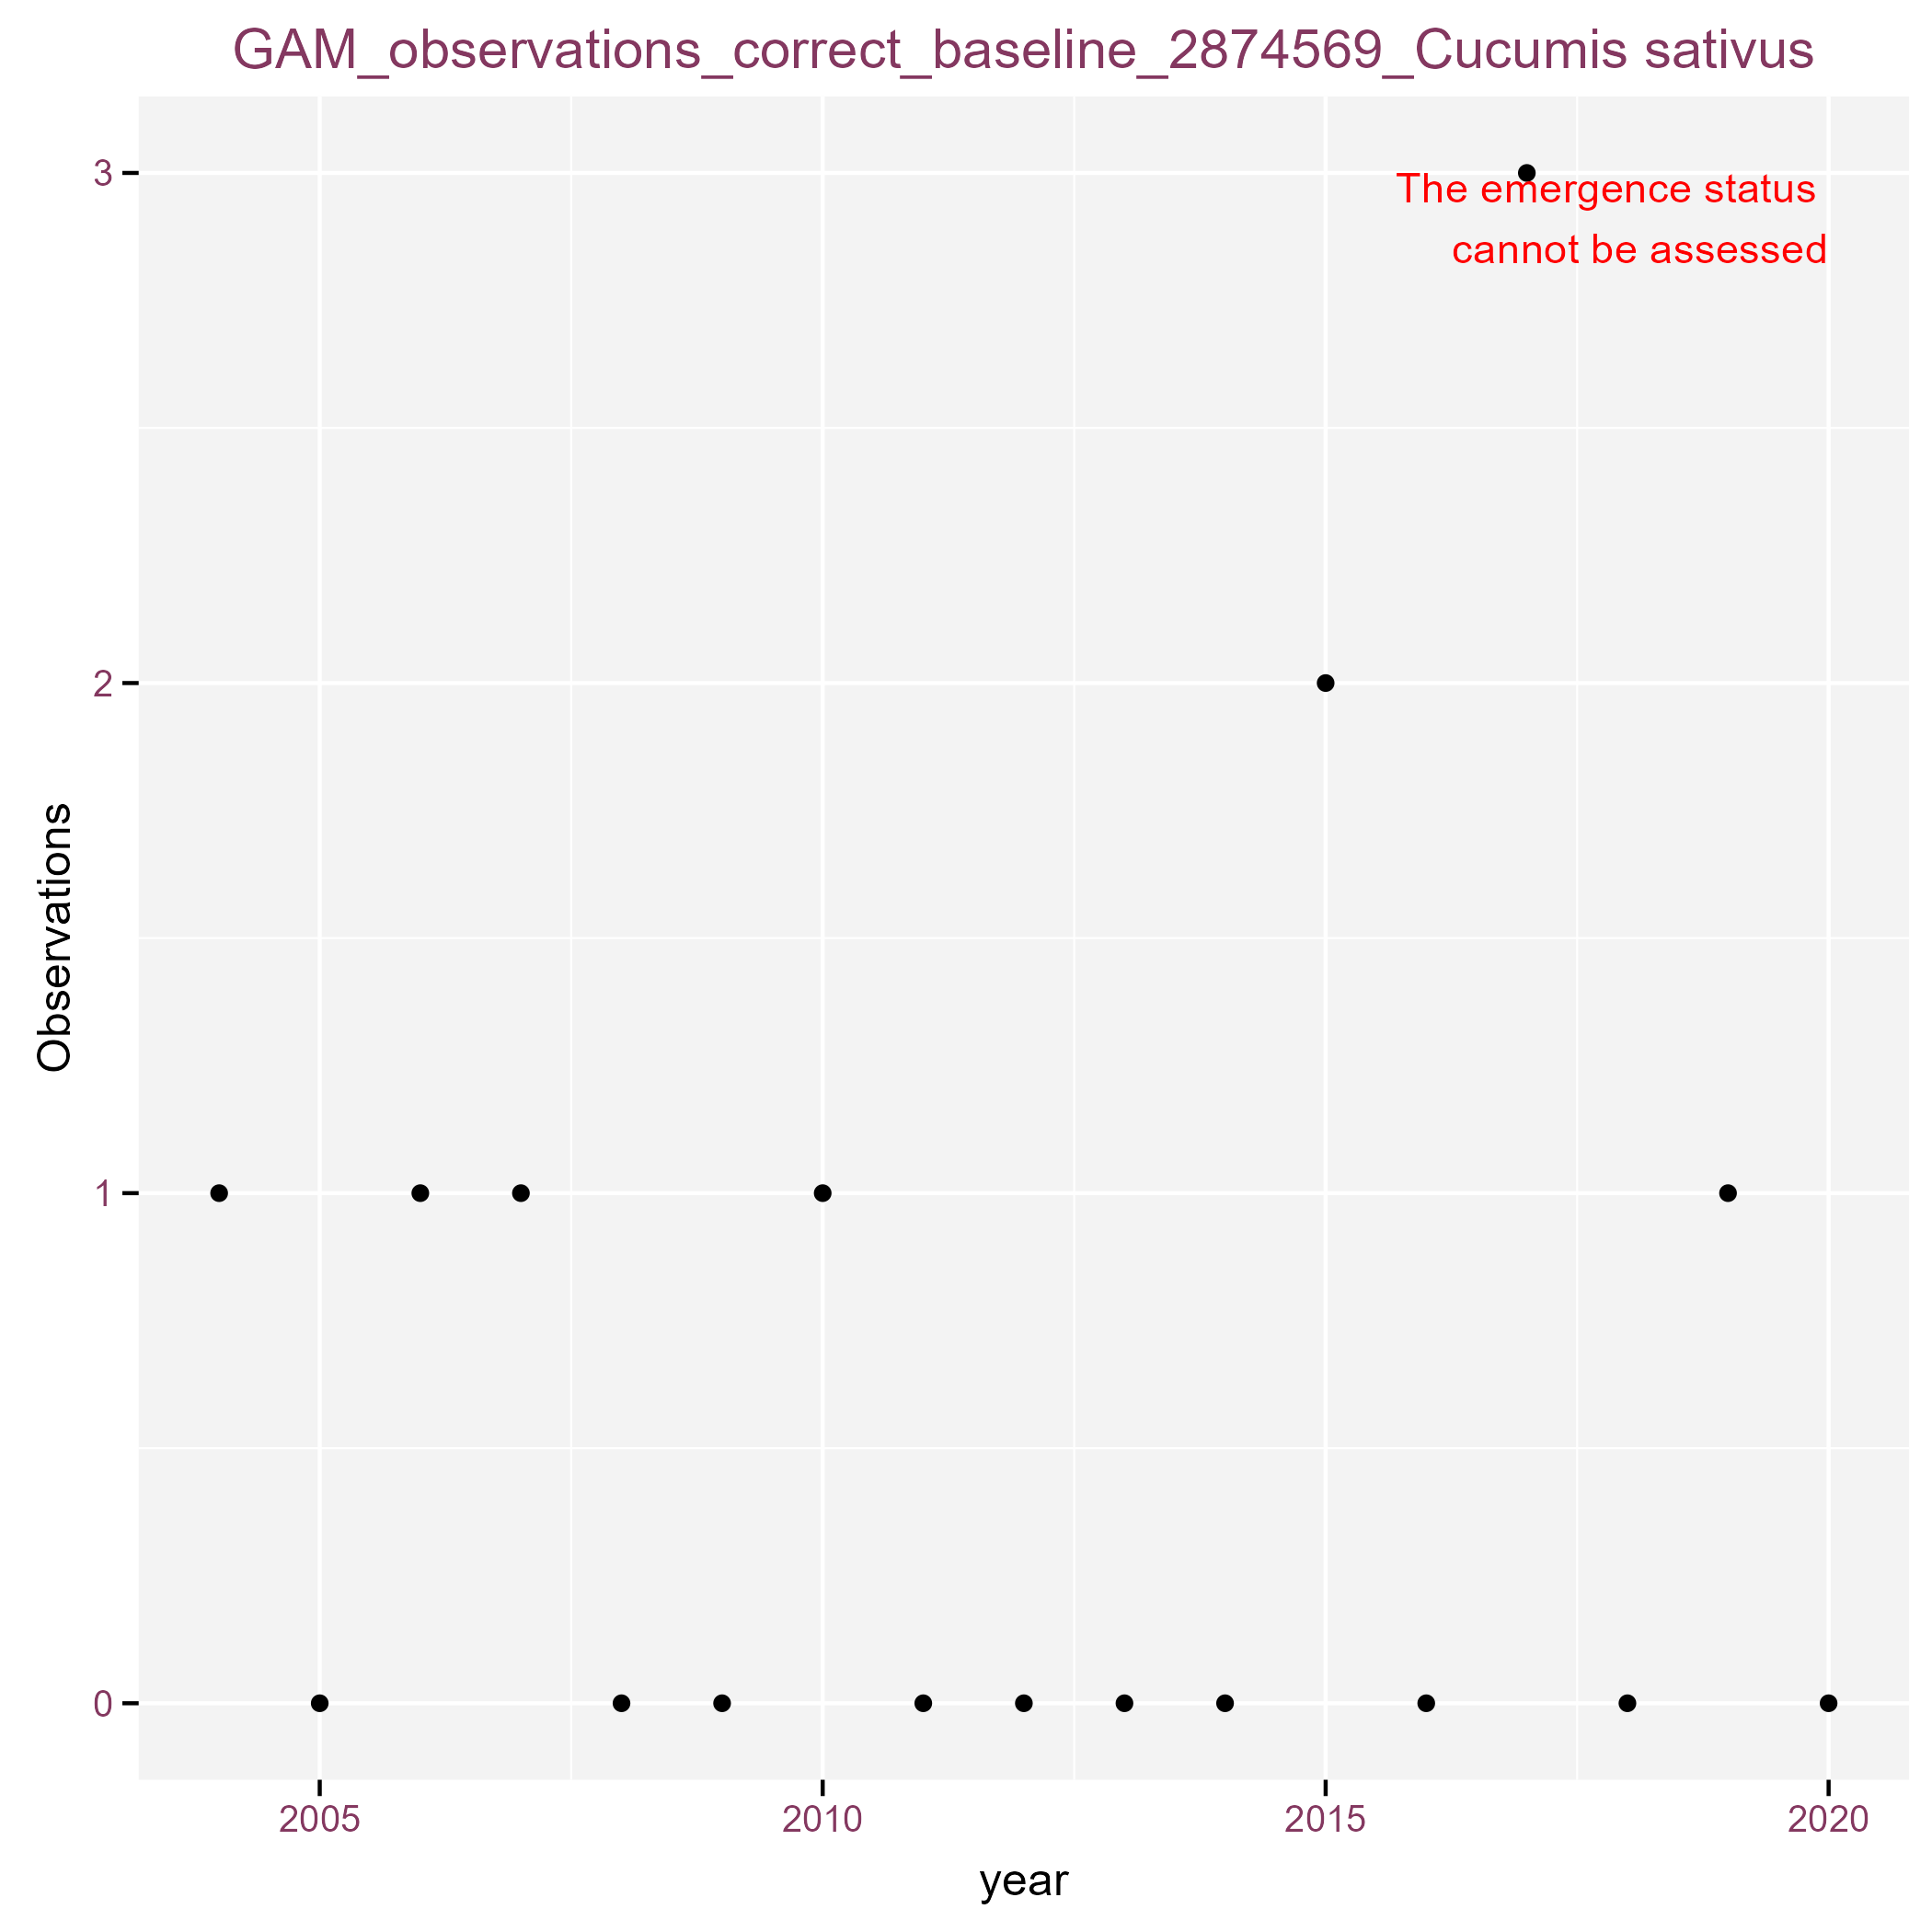 GAM_observations_correct_baseline_2874569_Cucumis sativus
3
The emergence status
cannot be assessed
2
Observations
1
0
2005 2010 2015 2020
year